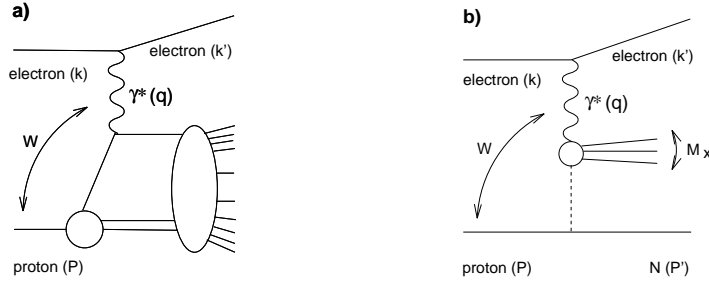 a)
electron (k')
electron (k)
γ* (q)
W
proton (P)
b)
electron (k')
electron (k)
γ* (q)
W
M x
proton (P)
N (P')